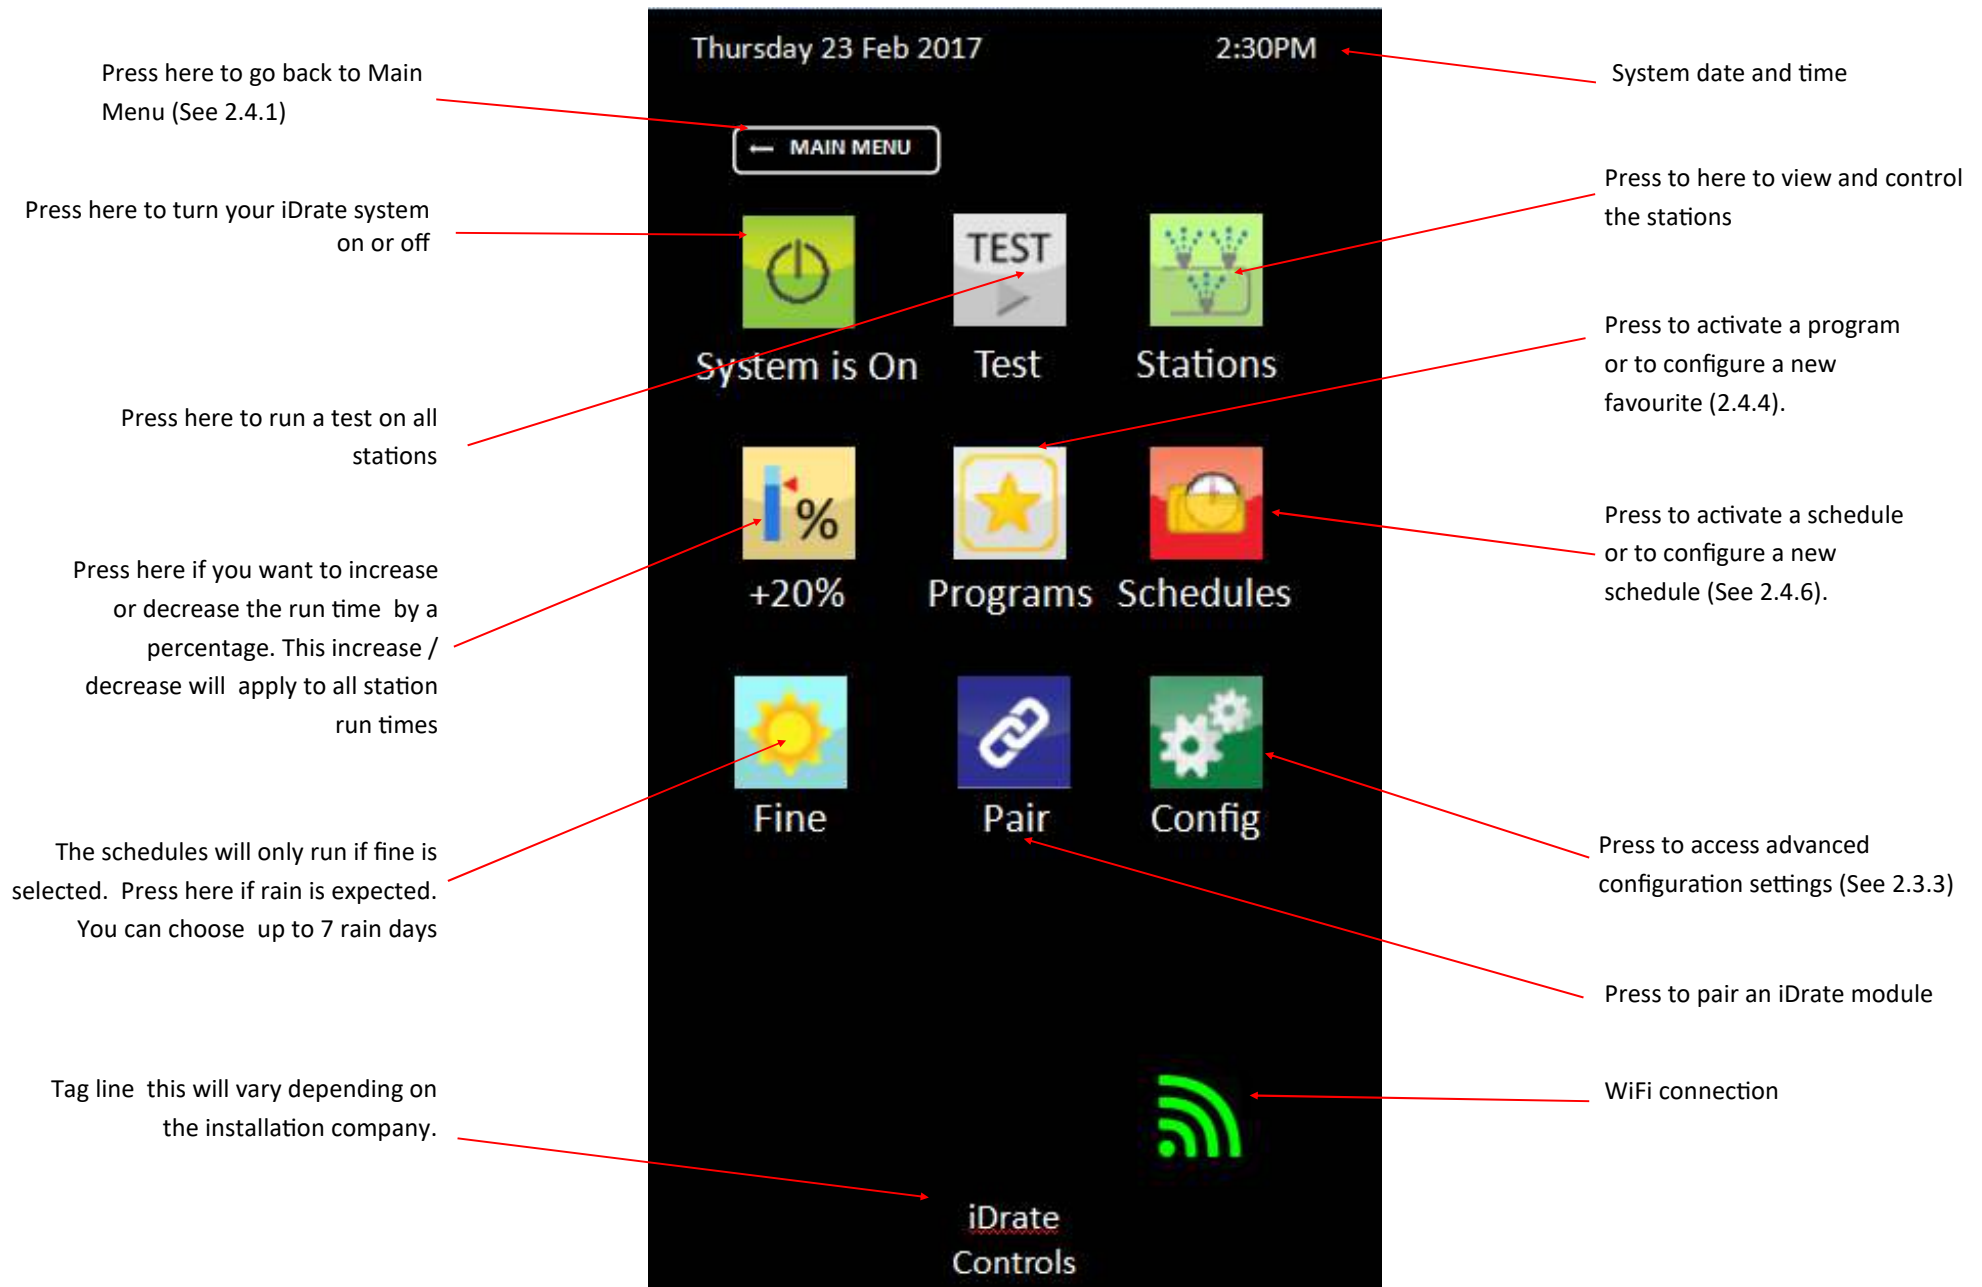 Thursday 23 Feb 2017 2:30PM
Press here to go back to Main
Menu (See 2.4.1)
System date and time
← MAIN MENU
Press here to turn your iDrate system
on or off
Press to here to view and control
the stations
TEST
System is On Test Stations
Press here to run a test on all
stations
Press to activate a program
or to configure a new
favourite (2.4.4).
%
+20% Programs Schedules
Press here if you want to increase
or decrease the run time by a
percentage. This increase /
decrease will apply to all station
run times
Press to activate a schedule
or to configure a new
schedule (See 2.4.6).
Fine Pair Config
The schedules will only run if fine is
selected. Press here if rain is expected.
You can choose up to 7 rain days
Press to access advanced
configuration settings (See 2.3.3)
Press to pair an iDrate module
Tag line this will vary depending on
the installation company.
WiFi connection
iDrate
Controls